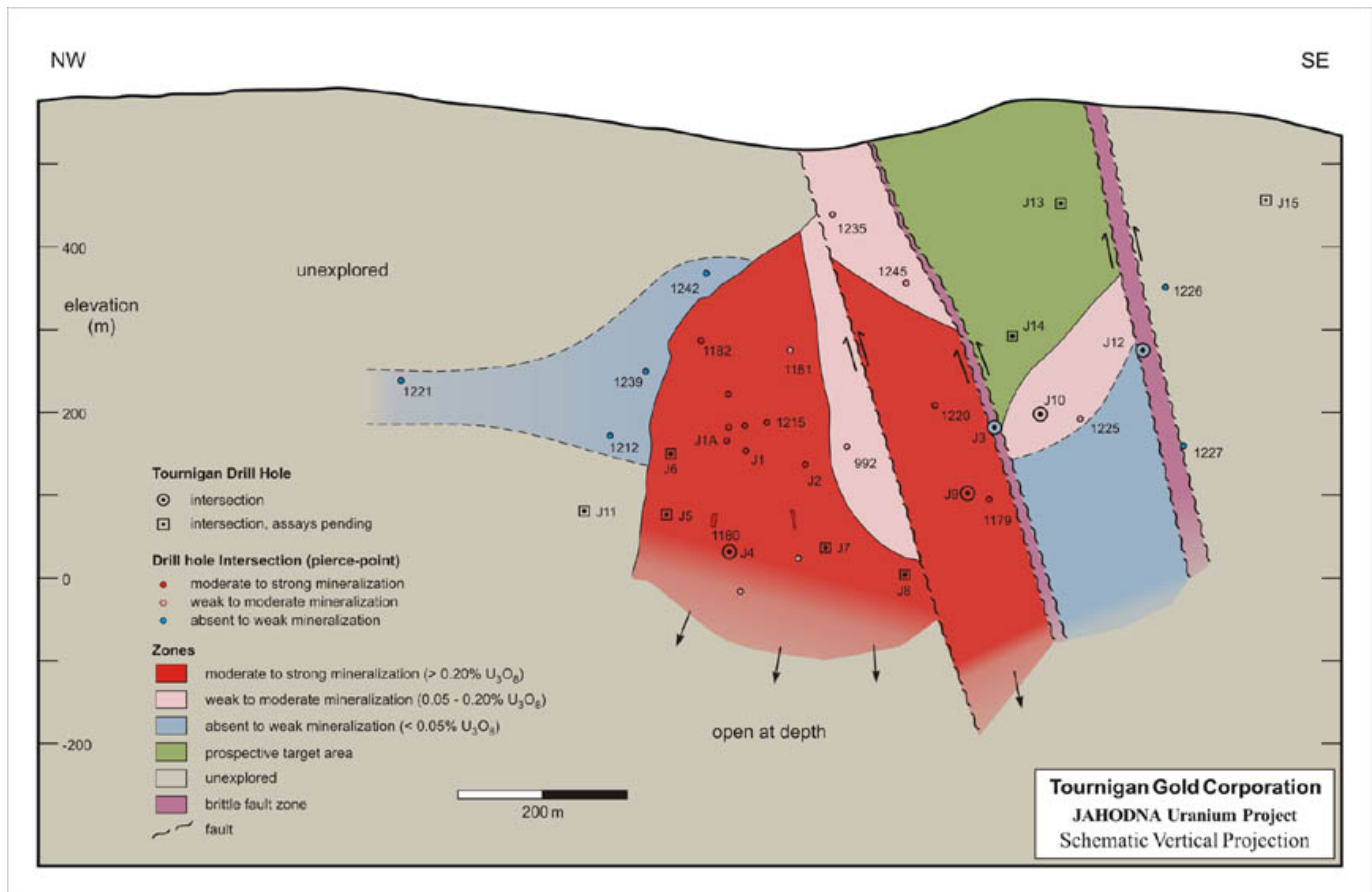 NW
SE
J13
J15
1235
400
unexplored
1245
1242
1226
elevation
(m)
J14
J12
1182
1181
1239
1221
J10
200
1220
1215
1225
J3
J1A
1212
J1
992
1227
J6
J2
Tournigan Drill Hole
J9
intersection
1179
J11
J5
intersection, assays pending
1180
J4
J7
Drill hole Intersection (pierce-point)
0
J8
moderate to strong mineralization
weak to moderate mineralization
absent to weak mineralization
Zones
moderate to strong mineralization (> 0.20% U₃O₈)
weak to moderate mineralization (0.05 - 0.20% U₃O₈)
absent to weak mineralization (< 0.05% U₃O₈)
open at depth
-200
prospective target area
unexplored
brittle fault zone
fault
200 m
Tournigan Gold Corporation
JAHODNA Uranium Project
Schematic Vertical Projection